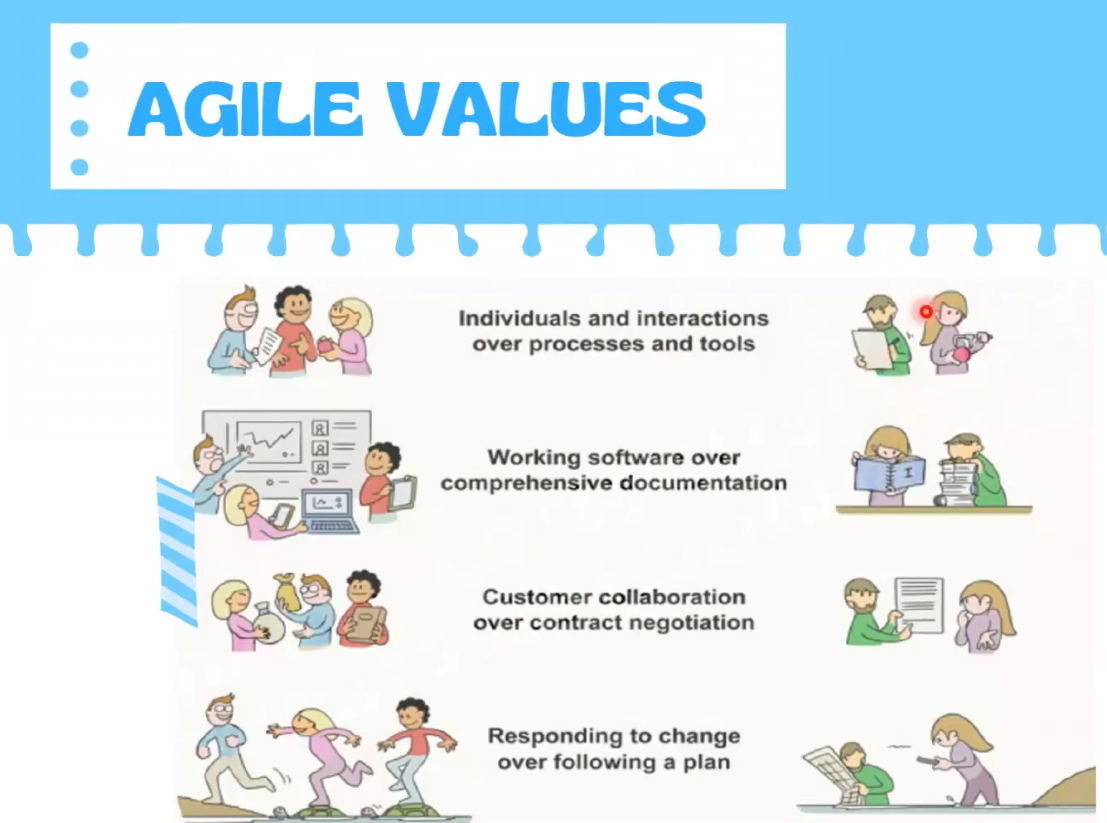 AGILE VALUES
Individuals and interactions
over processes and tools
Working software over
comprehensive documentation
I
Customer collaboration
over contract negotiation
Responding to change
over following a plan